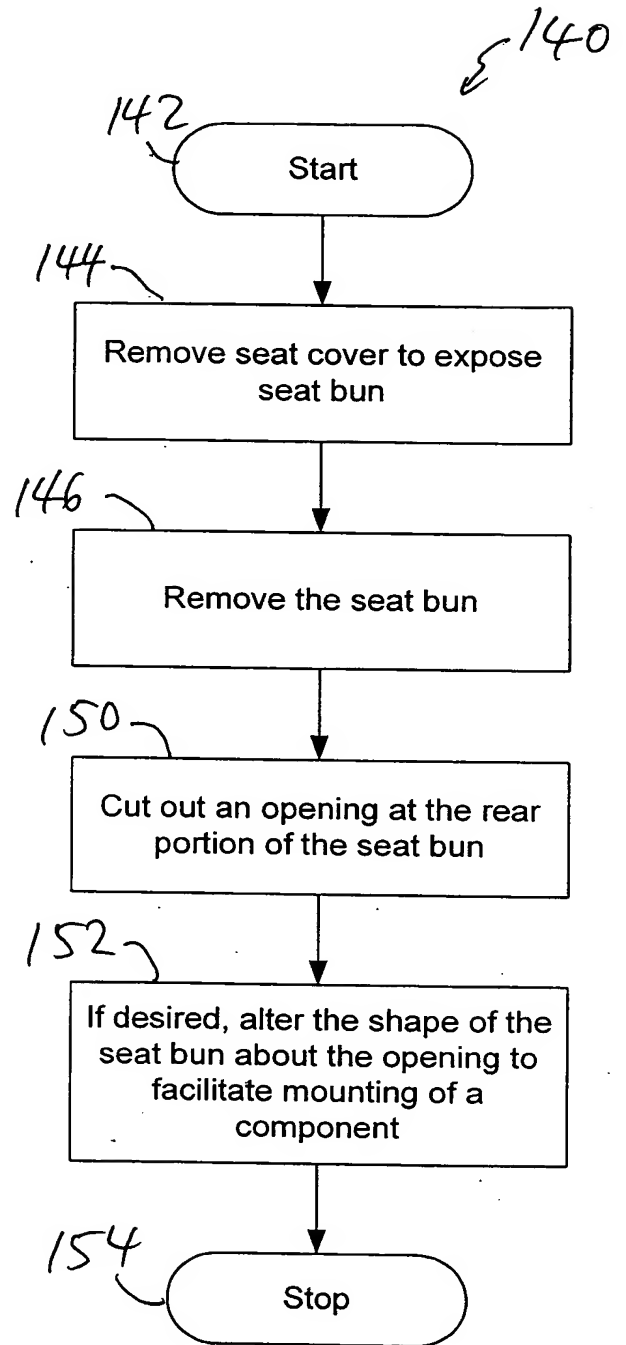 140
142
Start
144
Remove seat cover to expose
seat bun
146
Remove the seat bun
150
Cut out an opening at the rear
portion of the seat bun
152
If desired, alter the shape of the
seat bun about the opening to
facilitate mounting of a
component
154
Stop